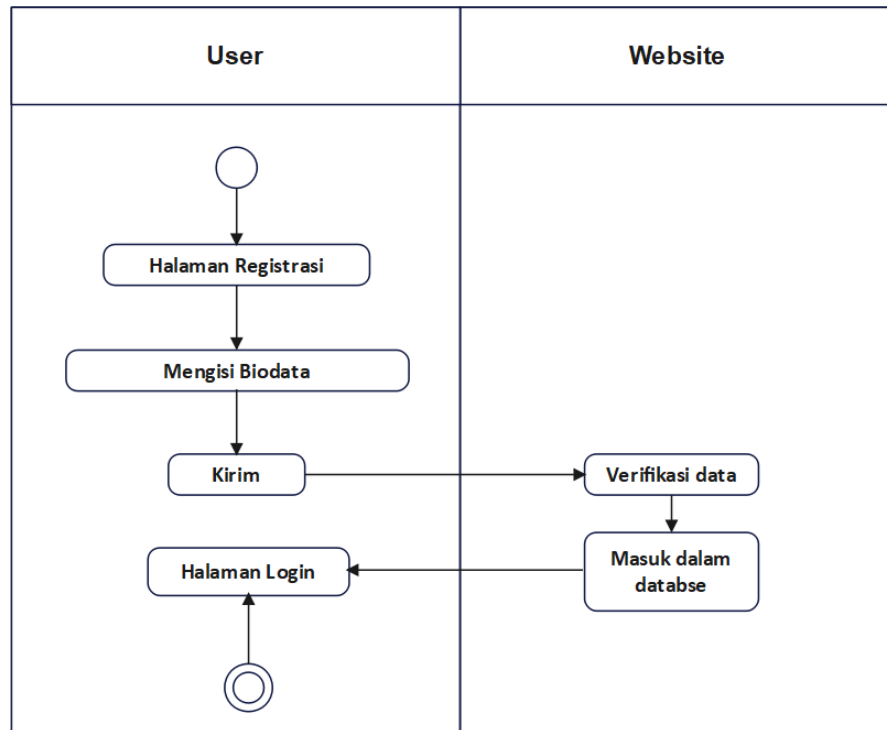 User
Website
Halaman Registrasi
Mengisi Biodata
Kirim
Verifikasi data
Masuk dalam
databse
Halaman Login